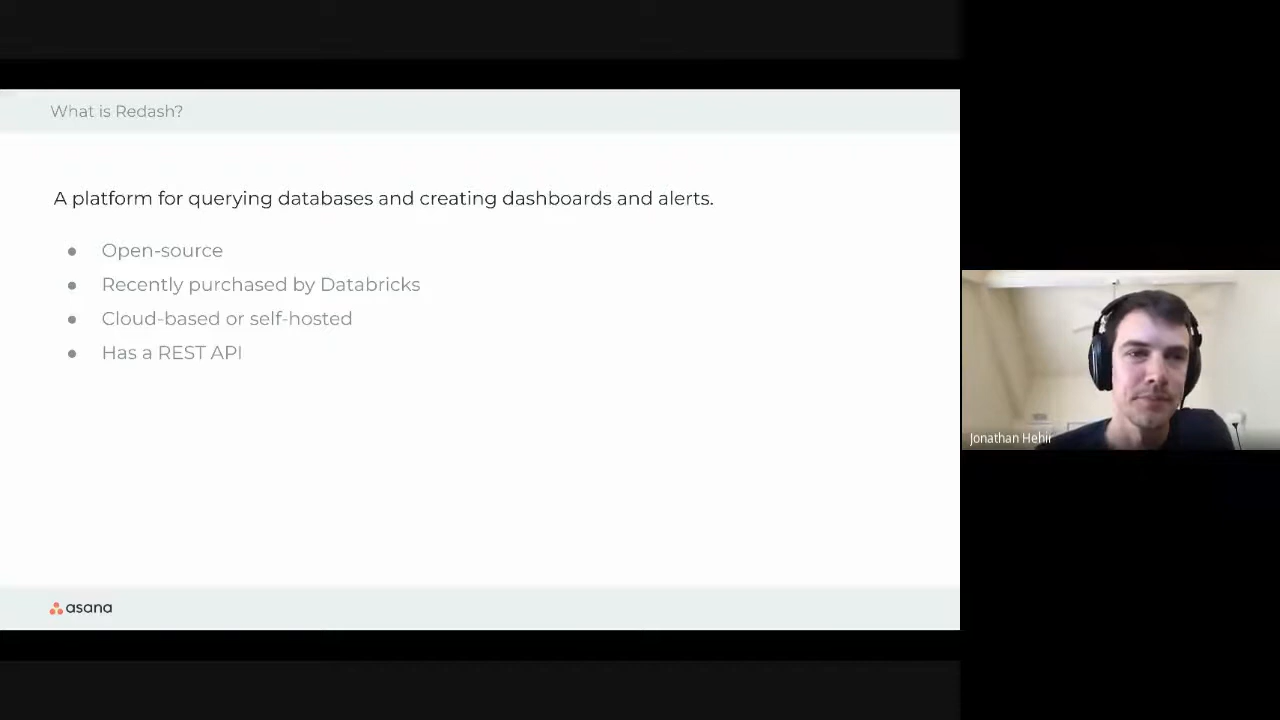 What is Redash?
A platform for querying databases and creating dashboards and alerts.
● Open-source
● Recently purchased by Databricks
● Cloud-based or self-hosted
● Has a REST API
Jonathan Hehir
asana